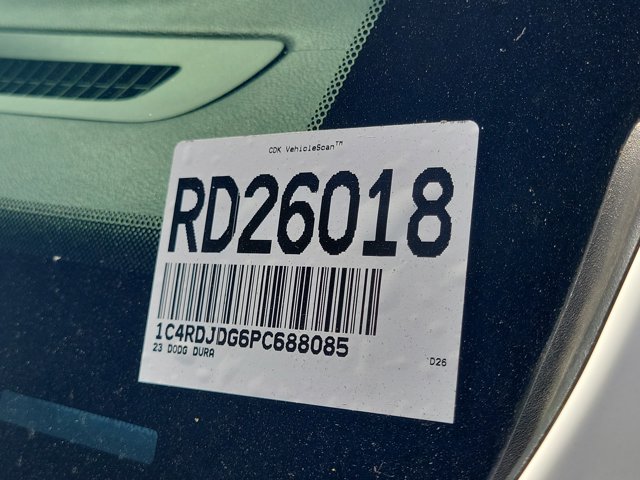 CDK VehicleScan™
RD26018
1C4RDJDG6PC688085
23 DODG DURA
D26